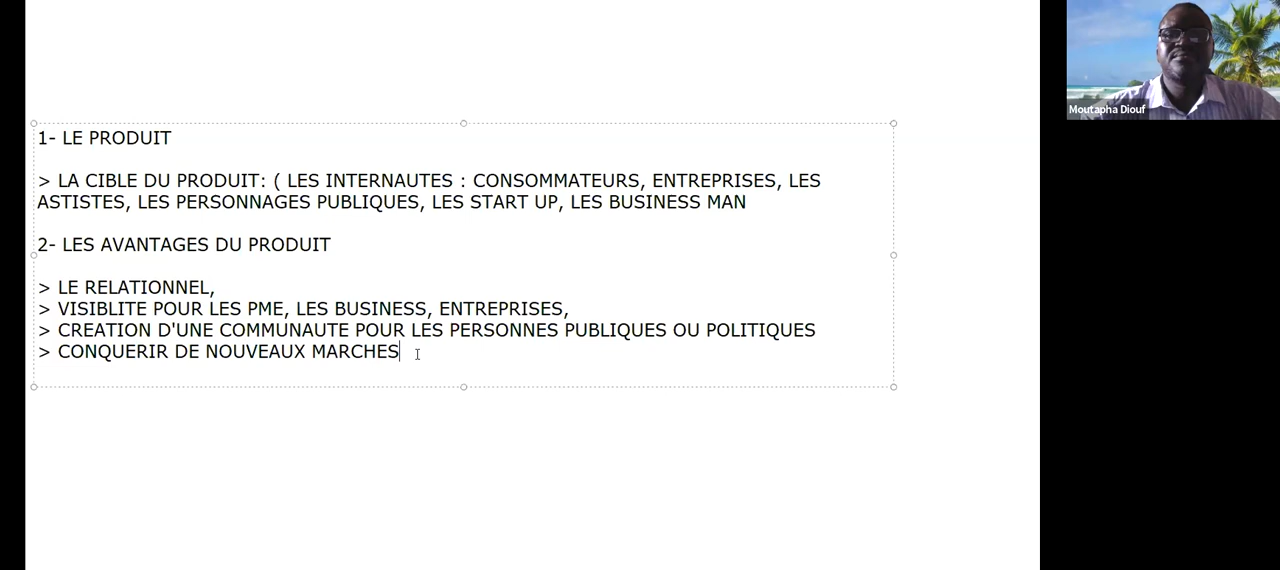 1- LE PRODUIT
> LA CIBLE DU PRODUIT: ( LES INTERNAUTES : CONSOMMATEURS, ENTREPRISES, LES
ASTISTES, LES PERSONNAGES PUBLIQUES, LES START UP, LES BUSINESS MAN
2- LES AVANTAGES DU PRODUIT
> LE RELATIONNEL,
> VISIBLITE POUR LES PME, LES BUSINESS, ENTREPRISES,
> CREATION D'UNE COMMUNAUTE POUR LES PERSONNES PUBLIQUES OU POLITIQUES
> CONQUERIR DE NOUVEAUX MARCHES
Moutapha Diouf